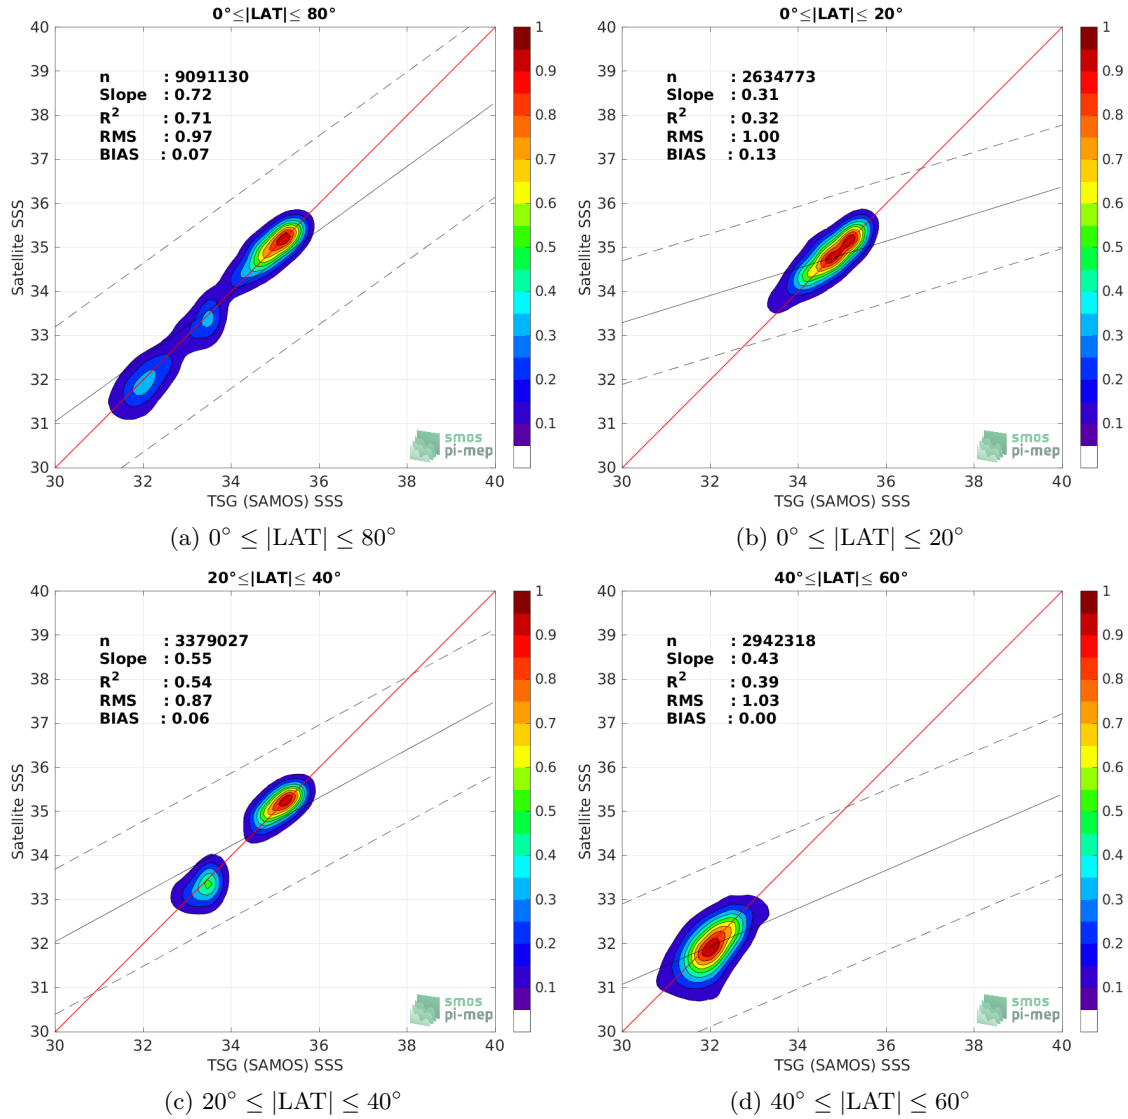 0°≤|LAT|≤ 80°
n : 9091130
Slope : 0.72
R² : 0.71
RMS : 0.97
BIAS : 0.07
Satellite SSS
40
39
38
37
36
35
34
33
32
31
30
30 32 34 36 38 40
TSG (SAMOS) SSS
smos
pi-mep
1
0.9
0.8
0.7
0.6
0.5
0.4
0.3
0.2
0.1
(a) 0° ≤ |LAT| ≤ 80°
0°≤|LAT|≤ 20°
n : 2634773
Slope : 0.31
R² : 0.32
RMS : 1.00
BIAS : 0.13
Satellite SSS
40
39
38
37
36
35
34
33
32
31
30
30 32 34 36 38 40
TSG (SAMOS) SSS
smos
pi-mep
1
0.9
0.8
0.7
0.6
0.5
0.4
0.3
0.2
0.1
(b) 0° ≤ |LAT| ≤ 20°
20°≤|LAT|≤ 40°
n : 3379027
Slope : 0.55
R² : 0.54
RMS : 0.87
BIAS : 0.06
Satellite SSS
40
39
38
37
36
35
34
33
32
31
30
30 32 34 36 38 40
TSG (SAMOS) SSS
smos
pi-mep
1
0.9
0.8
0.7
0.6
0.5
0.4
0.3
0.2
0.1
(c) 20° ≤ |LAT| ≤ 40°
40°≤|LAT|≤ 60°
n : 2942318
Slope : 0.43
R² : 0.39
RMS : 1.03
BIAS : 0.00
Satellite SSS
40
39
38
37
36
35
34
33
32
31
30
30 32 34 36 38 40
TSG (SAMOS) SSS
smos
pi-mep
1
0.9
0.8
0.7
0.6
0.5
0.4
0.3
0.2
0.1
(d) 40° ≤ |LAT| ≤ 60°